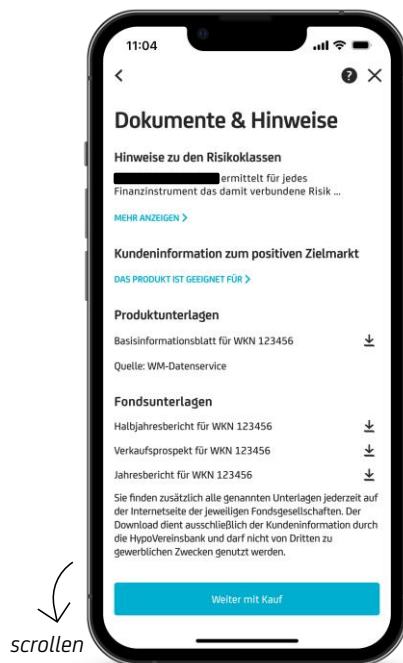 11:04
Dokumente & Hinweise
Hinweise zu den Risikoklassen
ermittelt für jedes
Finanzinstrument das damit verbundene Risik ...
MEHR ANZEIGEN >
Kundeninformation zum positiven Zielmarkt
DAS PRODUKT IST GEEIGNET FÜR >
Produktunterlagen
Basisinformationsblatt für WKN 123456
Quelle: WM-Datenservice
Fondsunterlagen
Halbjahresbericht für WKN 123456
Verkaufsprospekt für WKN 123456
Jahresbericht für WKN 123456
Sie finden zusätzlich alle genannten Unterlagen jederzeit auf
der Internetseite der jeweiligen Fondsgesellschaften. Der
Download dient ausschließlich der Kundeninformation durch
die HypoVereinsbank und darf nicht von Dritten zu
gewerblichen Zwecken genutzt werden.
Weiter mit Kauf
scrollen